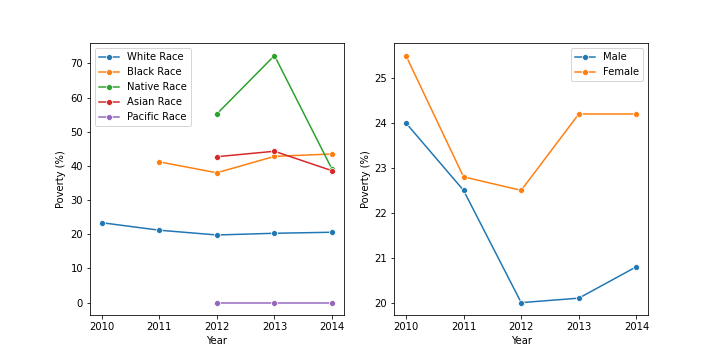 White Race
Black Race
Native Race
Asian Race
Pacific Race
Poverty (%)
70
60
50
40
30
20
10
0
2010 2011 2012 2013 2014
Year
Male
Female
Poverty (%)
25
24
23
22
21
20
2010 2011 2012 2013 2014
Year